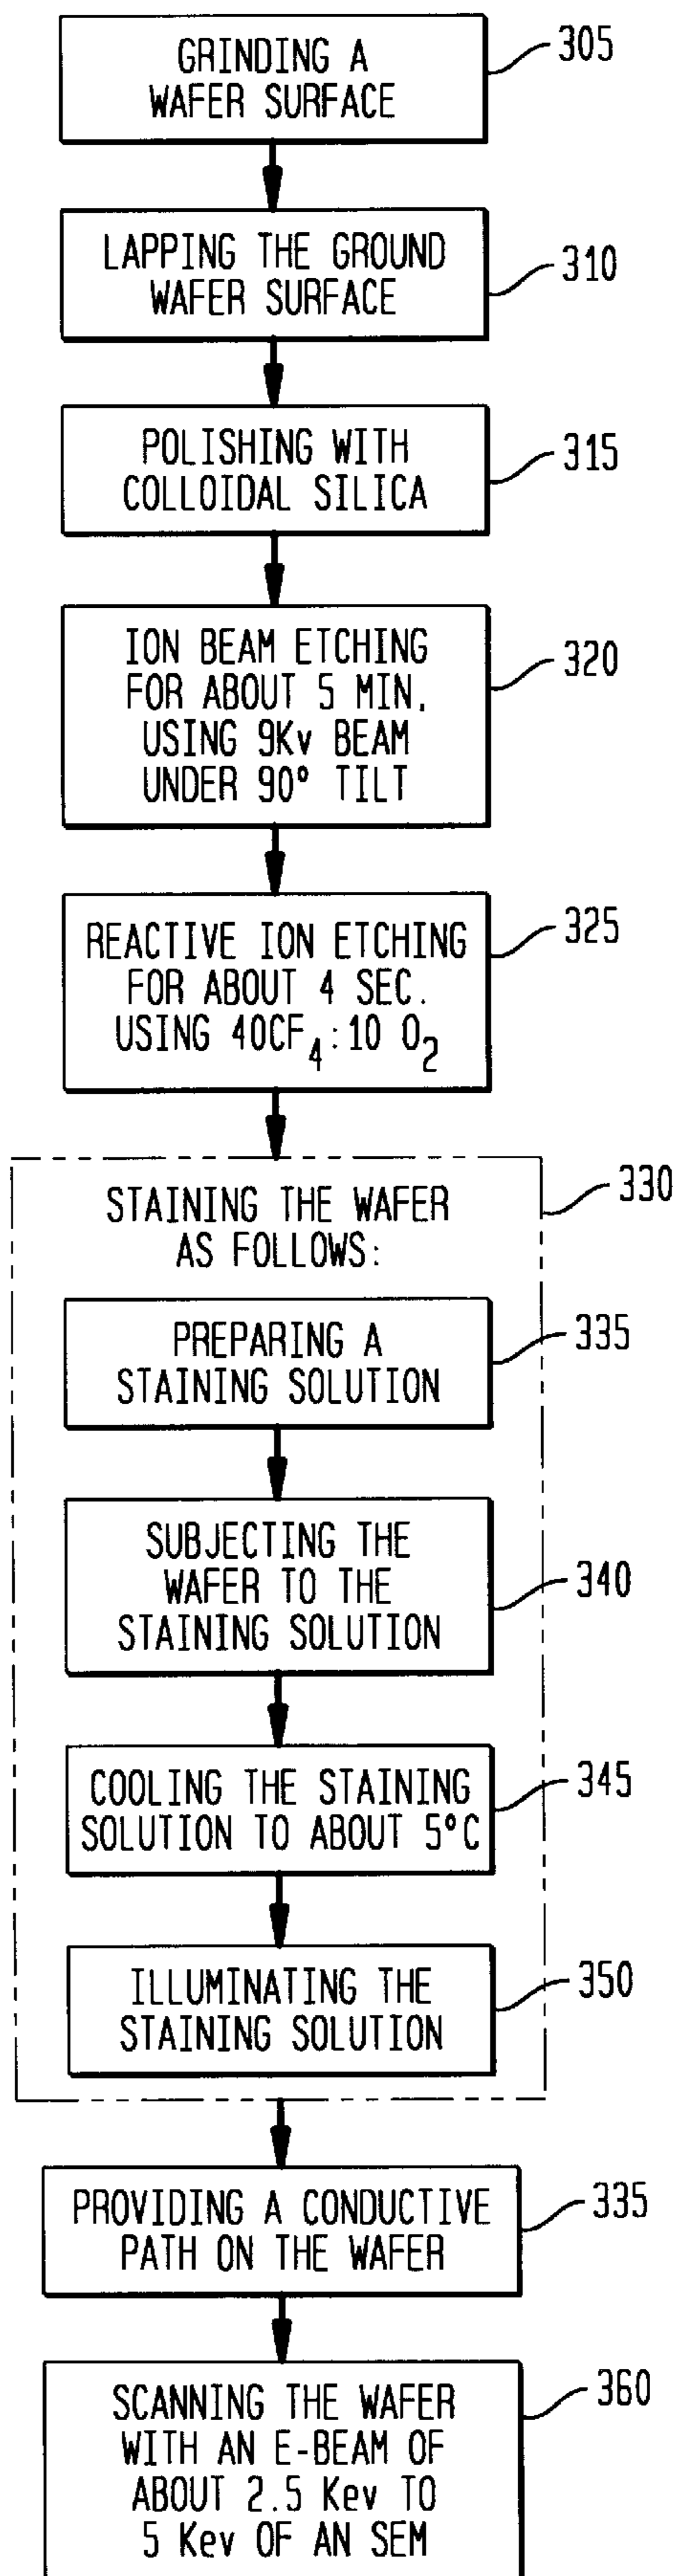 GRINDING A
WAFER SURFACE
305
LAPPING THE GROUND
WAFER SURFACE
310
POLISHING WITH
COLLOIDAL SILICA
315
ION BEAM ETCHING
FOR ABOUT 5 MIN.
USING 9Kv BEAM
UNDER 90° TILT
320
REACTIVE ION ETCHING
FOR ABOUT 4 SEC.
USING 40CF4:10 O2
325
STAINING THE WAFER
AS FOLLOWS:
330
PREPARING A
STAINING SOLUTION
335
SUBJECTING THE
WAFER TO THE
STAINING SOLUTION
340
COOLING THE STAINING
SOLUTION TO ABOUT 5°C
345
ILLUMINATING THE
STAINING SOLUTION
350
PROVIDING A CONDUCTIVE
PATH ON THE WAFER
335
SCANNING THE WAFER
WITH AN E-BEAM OF
ABOUT 2.5 Kev TO
5 Kev OF AN SEM
360